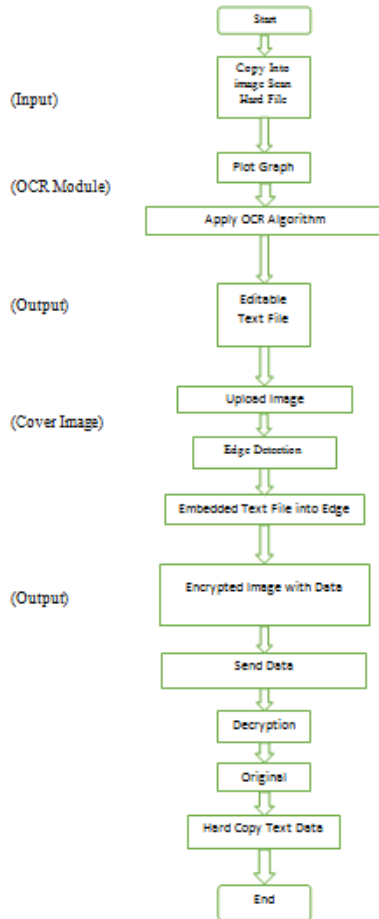 Start
Copy Into
image Scan
Hard File
(Input)
Plot Graph
(OCR Module)
Apply OCR Algorithm
(Output)
Editable
Text File
Upload Image
(Cover Image)
Edge Detection
Embedded Text File into Edge
Encrypted Image with Data
(Output)
Send Data
Decryption
Original
Hard Copy Text Data
End